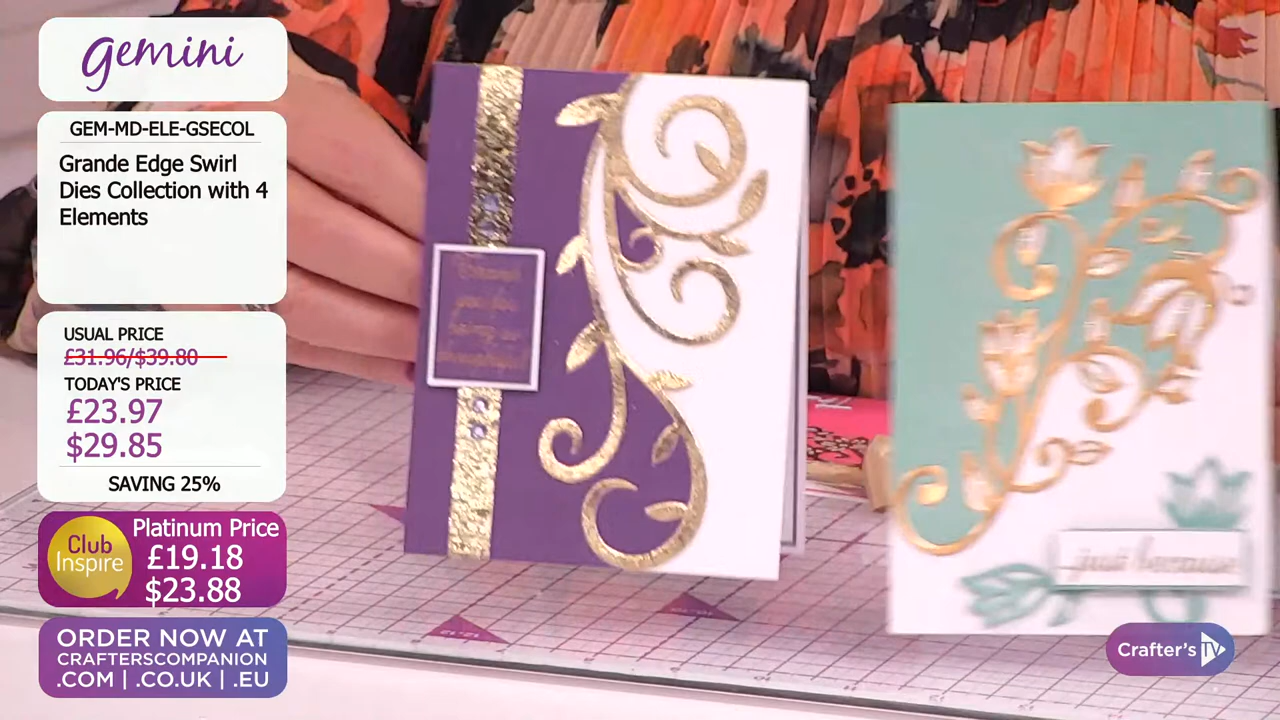 gemini
GEM-MD-ELE-GSECOL
Grande Edge Swirl
Dies Collection with 4
Elements
USUAL PRICE
£31.96/$39.80
TODAY'S PRICE
£23.97
$29.85
SAVING 25%
Club
Inspire
Platinum Price
£19.18
$23.88
ORDER NOW AT
CRAFTERSCOMPANION
.COM | .CO.UK | .EU
just because
Crafter's TV